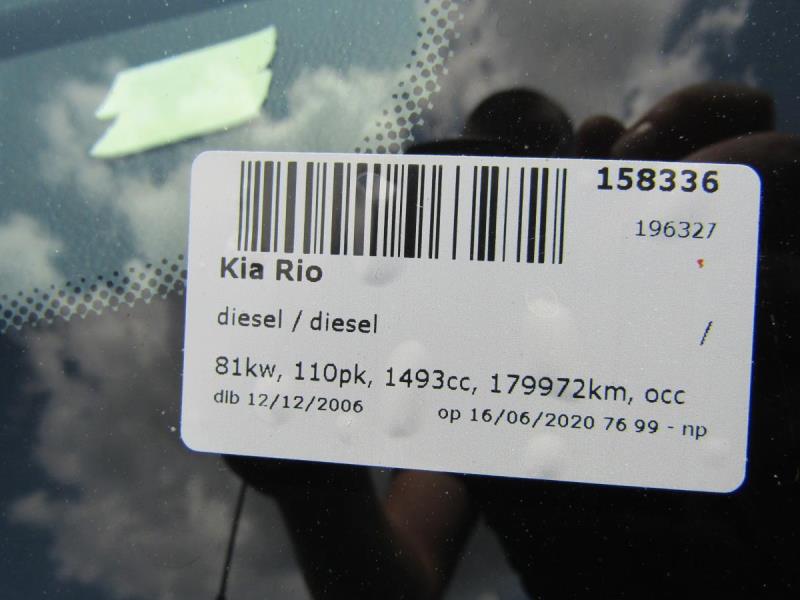 158336
196327
Kia Rio
diesel / diesel /
81kw, 110pk, 1493cc, 179972km, occ
dlb 12/12/2006 op 16/06/2020 76 99 - np